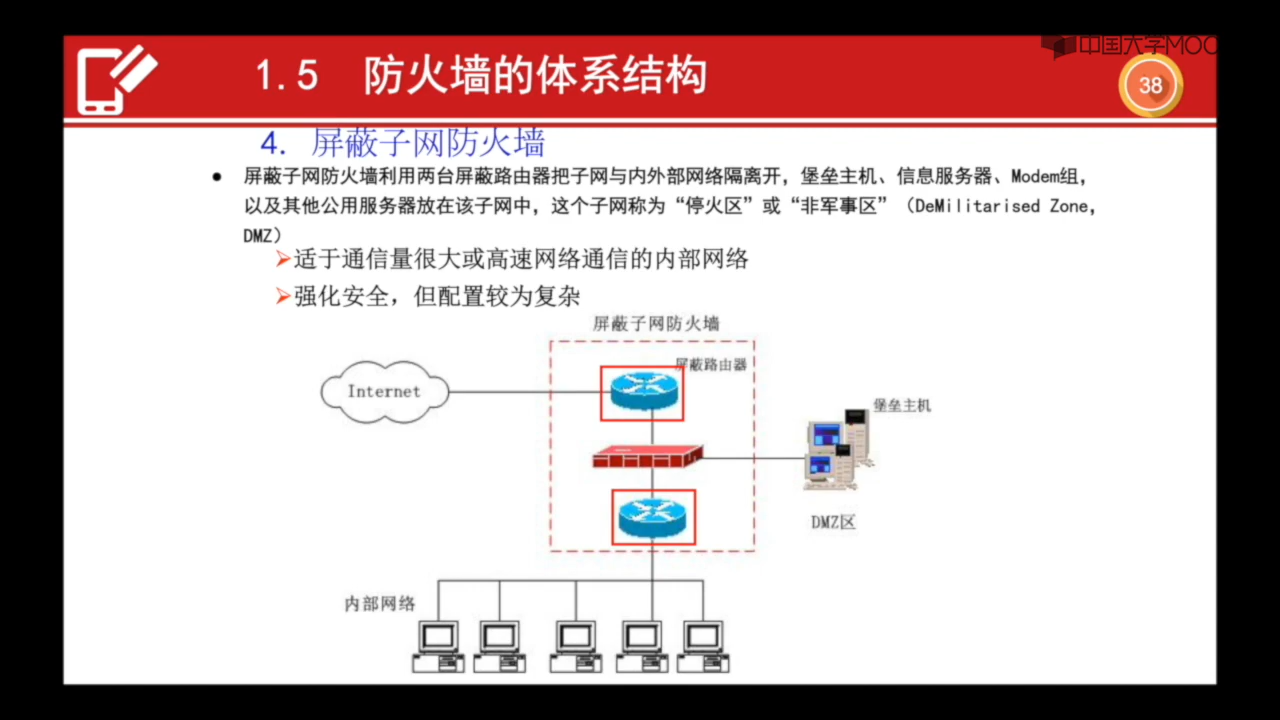 中国大学MOOC
1.5 防火墙的体系结构
38
4. 屏蔽子网防火墙
● 屏蔽子网防火墙利用两台屏蔽路由器把子网与内外部网络隔离开，堡垒主机、信息服务器、Modem组，
以及其他公用服务器放在该子网中，这个子网称为“停火区”或“非军事区”（DeMilitarised Zone，
DMZ）
➢适于通信量很大或高速网络通信的内部网络
➢强化安全，但配置较为复杂
屏蔽子网防火墙
屏蔽路由器
Internet
堡垒主机
DMZ区
内部网络